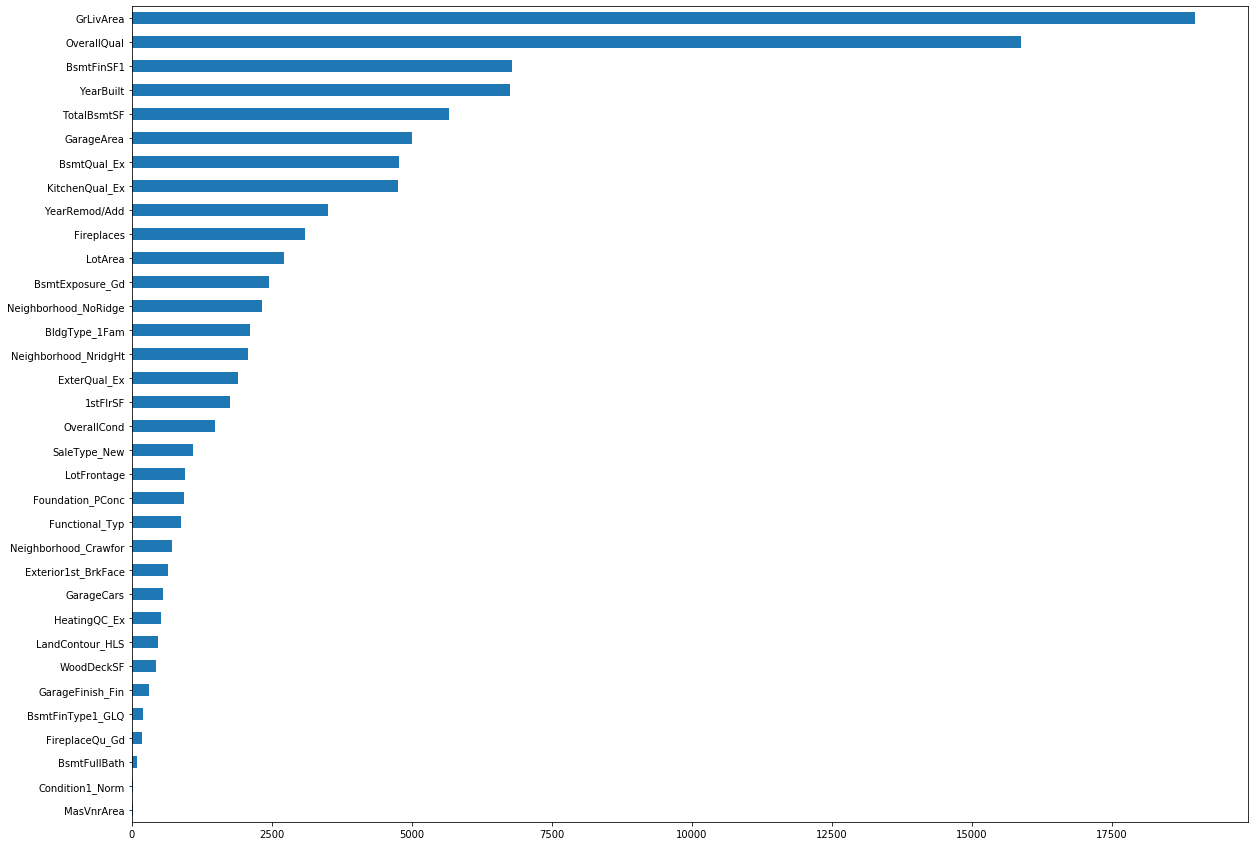 GrLivArea
OverallQual
BsmtFinSF1
YearBuilt
TotalBsmtSF
GarageArea
BsmtQual_Ex
KitchenQual_Ex
YearRemod/Add
Fireplaces
LotArea
BsmtExposure_Gd
Neighborhood_NoRidge
BldgType_1Fam
Neighborhood_NridgHt
ExterQual_Ex
1stFlrSF
OverallCond
SaleType_New
LotFrontage
Foundation_PConc
Functional_Typ
Neighborhood_Crawfor
Exterior1st_BrkFace
GarageCars
HeatingQC_Ex
LandContour_HLS
WoodDeckSF
GarageFinish_Fin
BsmtFinType1_GLQ
FireplaceQu_Gd
BsmtFullBath
Condition1_Norm
MasVnrArea
0 2500 5000 7500 10000 12500 15000 17500